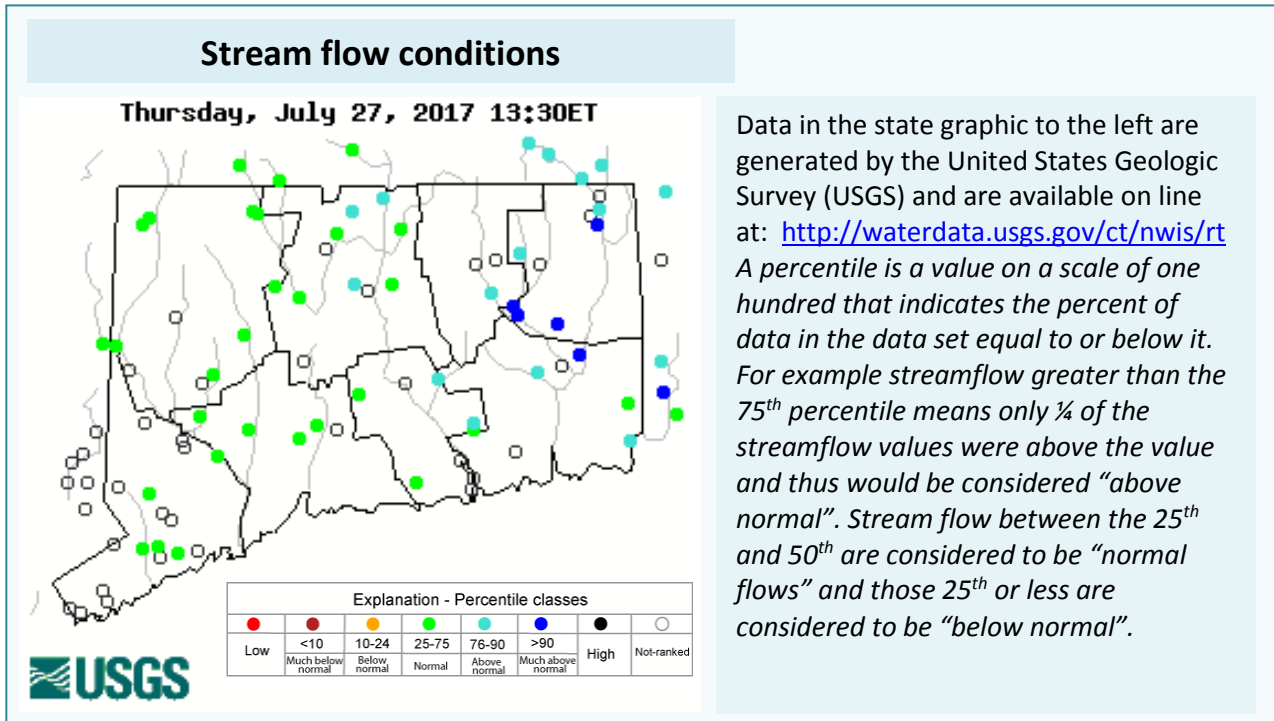 Stream flow conditions
Thursday, July 27, 2017 13:30ET
Explanation - Percentile classes
Low
<10
10-24
25-75
76-90
>90
High
Not-ranked
Much below
normal
Below
normal
Normal
Above
normal
Much above
normal
USGS
Data in the state graphic to the left are
generated by the United States Geologic
Survey (USGS) and are available on line
at: http://waterdata.usgs.gov/ct/nwis/rt
A percentile is a value on a scale of one
hundred that indicates the percent of
data in the data set equal to or below it.
For example streamflow greater than the
75th percentile means only ¼ of the
streamflow values were above the value
and thus would be considered “above
normal”. Stream flow between the 25th
and 50th are considered to be “normal
flows” and those 25th or less are
considered to be “below normal”.